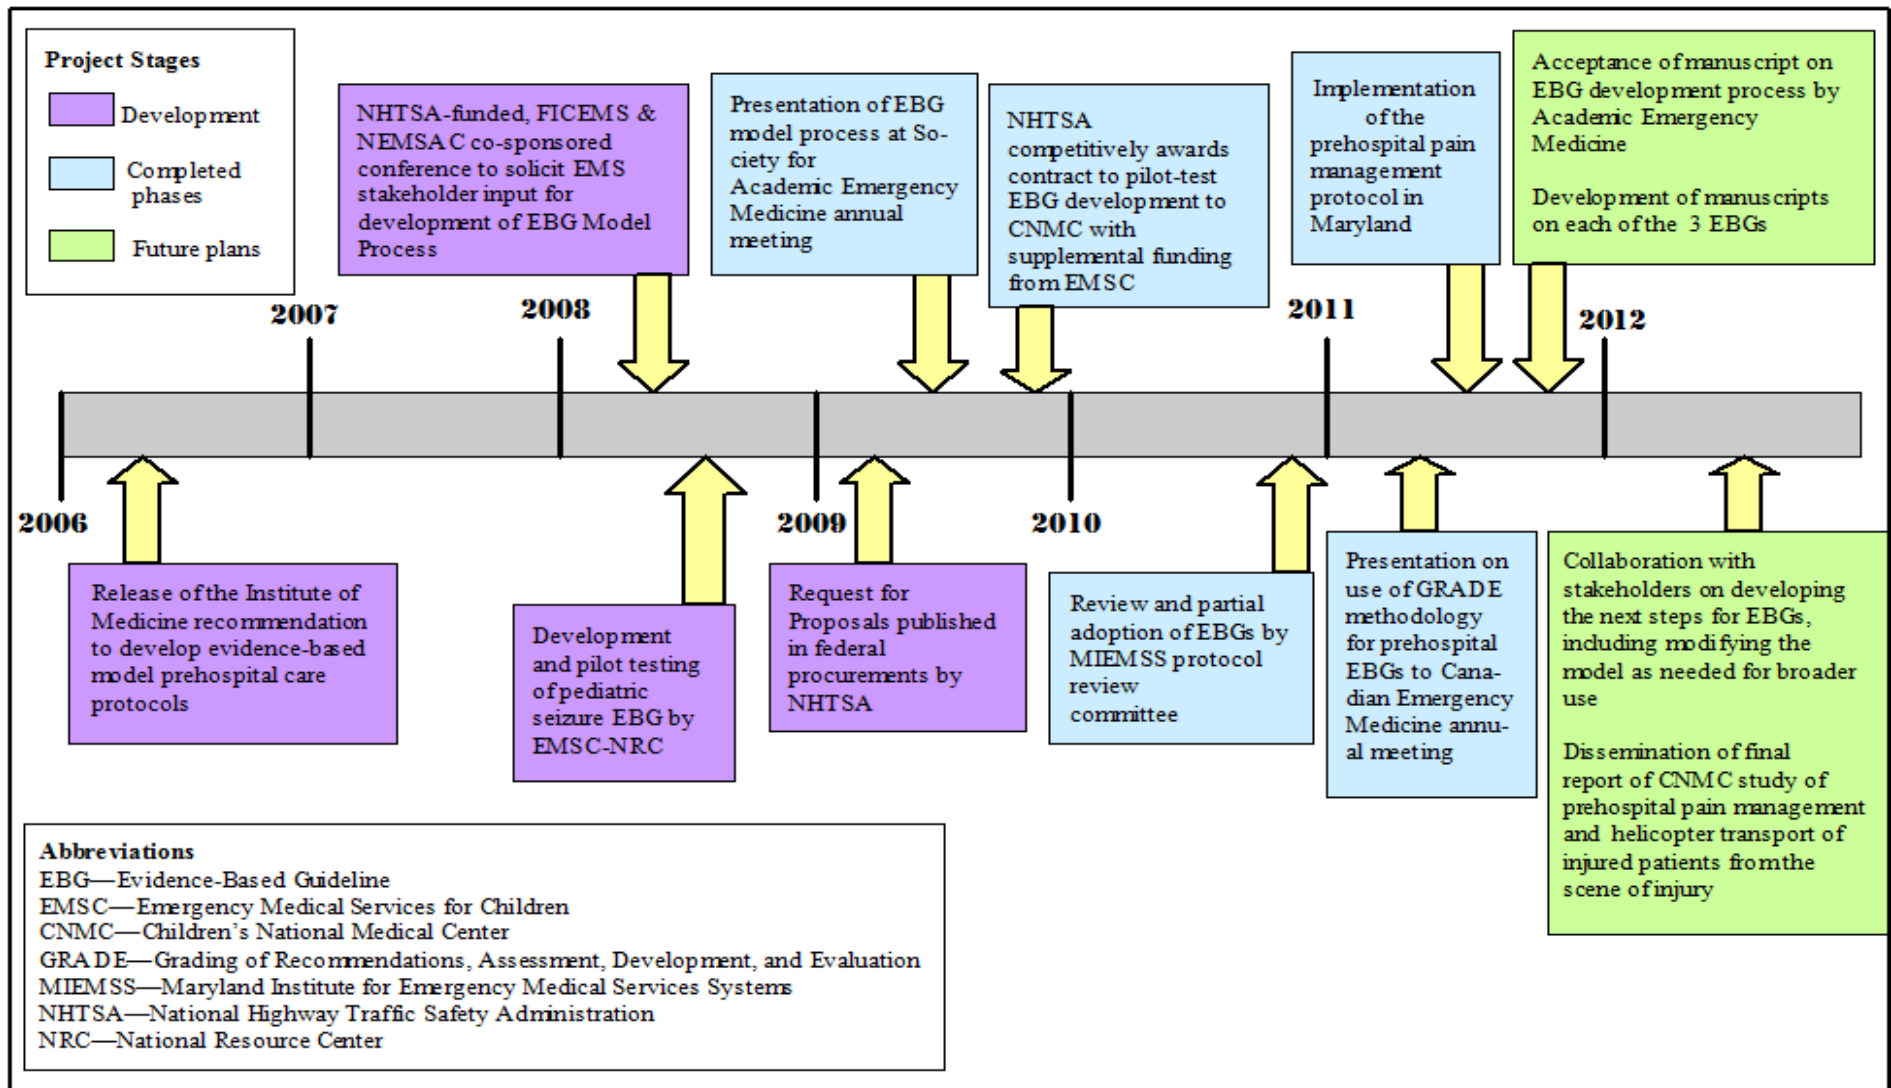 Project Stages
Development
Completed
phases
Future plans
NHTSA-funded, FICEMS &
NEMSAC co-sponsored
conference to solicit EMS
stakeholder input for
development of EBG Model
Process
Presentation of EBG
model process at So-
ciety for
Academic Emergency
Medicine annual
meeting
NHTSA
competitively awards
contract to pilot-test
EBG development to
CNMC with
supplemental funding
from EMSC
Implementation
of the
prehospital pain
management
protocol in
Maryland
Acceptance of manuscript on
EBG development process by
Academic Emergency
Medicine
Development of manuscripts
on each of the 3 EBGs
2007
2008
2011
2012
2006
2009
2010
Release of the Institute of
Medicine recommendation
to develop evidence-based
model prehospital care
protocols
Development
and pilot testing
of pediatric
seizure EBG by
EMSC-NRC
Request for
Proposals published
in federal
procurements by
NHTSA
Review and partial
adoption of EBGs by
MIEMSS protocol
review
committee
Presentation on
use of GRADE
methodology
for prehospital
EBGs to Cana-
dian Emergency
Medicine annu-
al meeting
Collaboration with
stakeholders on developing
the next steps for EBGs,
including modifying the
model as needed for broader
use
Dissemination of final
report of CNMC study of
prehospital pain management
and helicopter transport of
injured patients from the
scene of injury
Abbreviations
EBG—Evidence-Based Guideline
EMSC—Emergency Medical Services for Children
CNMC—Children's National Medical Center
GRADE—Grading of Recommendations, Assessment, Development, and Evaluation
MIEMSS—Maryland Institute for Emergency Medical Services Systems
NHTSA—National Highway Traffic Safety Administration
NRC—National Resource Center